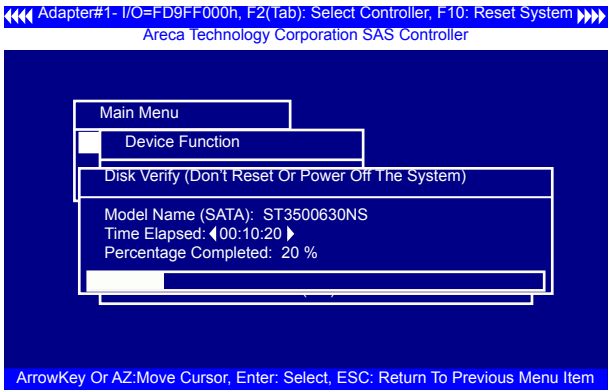 Adapter#1- I/O=FD9FF000h, F2(Tab): Select Controller, F10: Reset System
Areca Technology Corporation SAS Controller
Main Menu
Device Function
Disk Verify (Don't Reset Or Power Off The System)
Model Name (SATA): ST3500630NS
Time Elapsed: 00:10:20
Percentage Completed: 20 %
ArrowKey Or AZ:Move Cursor, Enter: Select, ESC: Return To Previous Menu Item